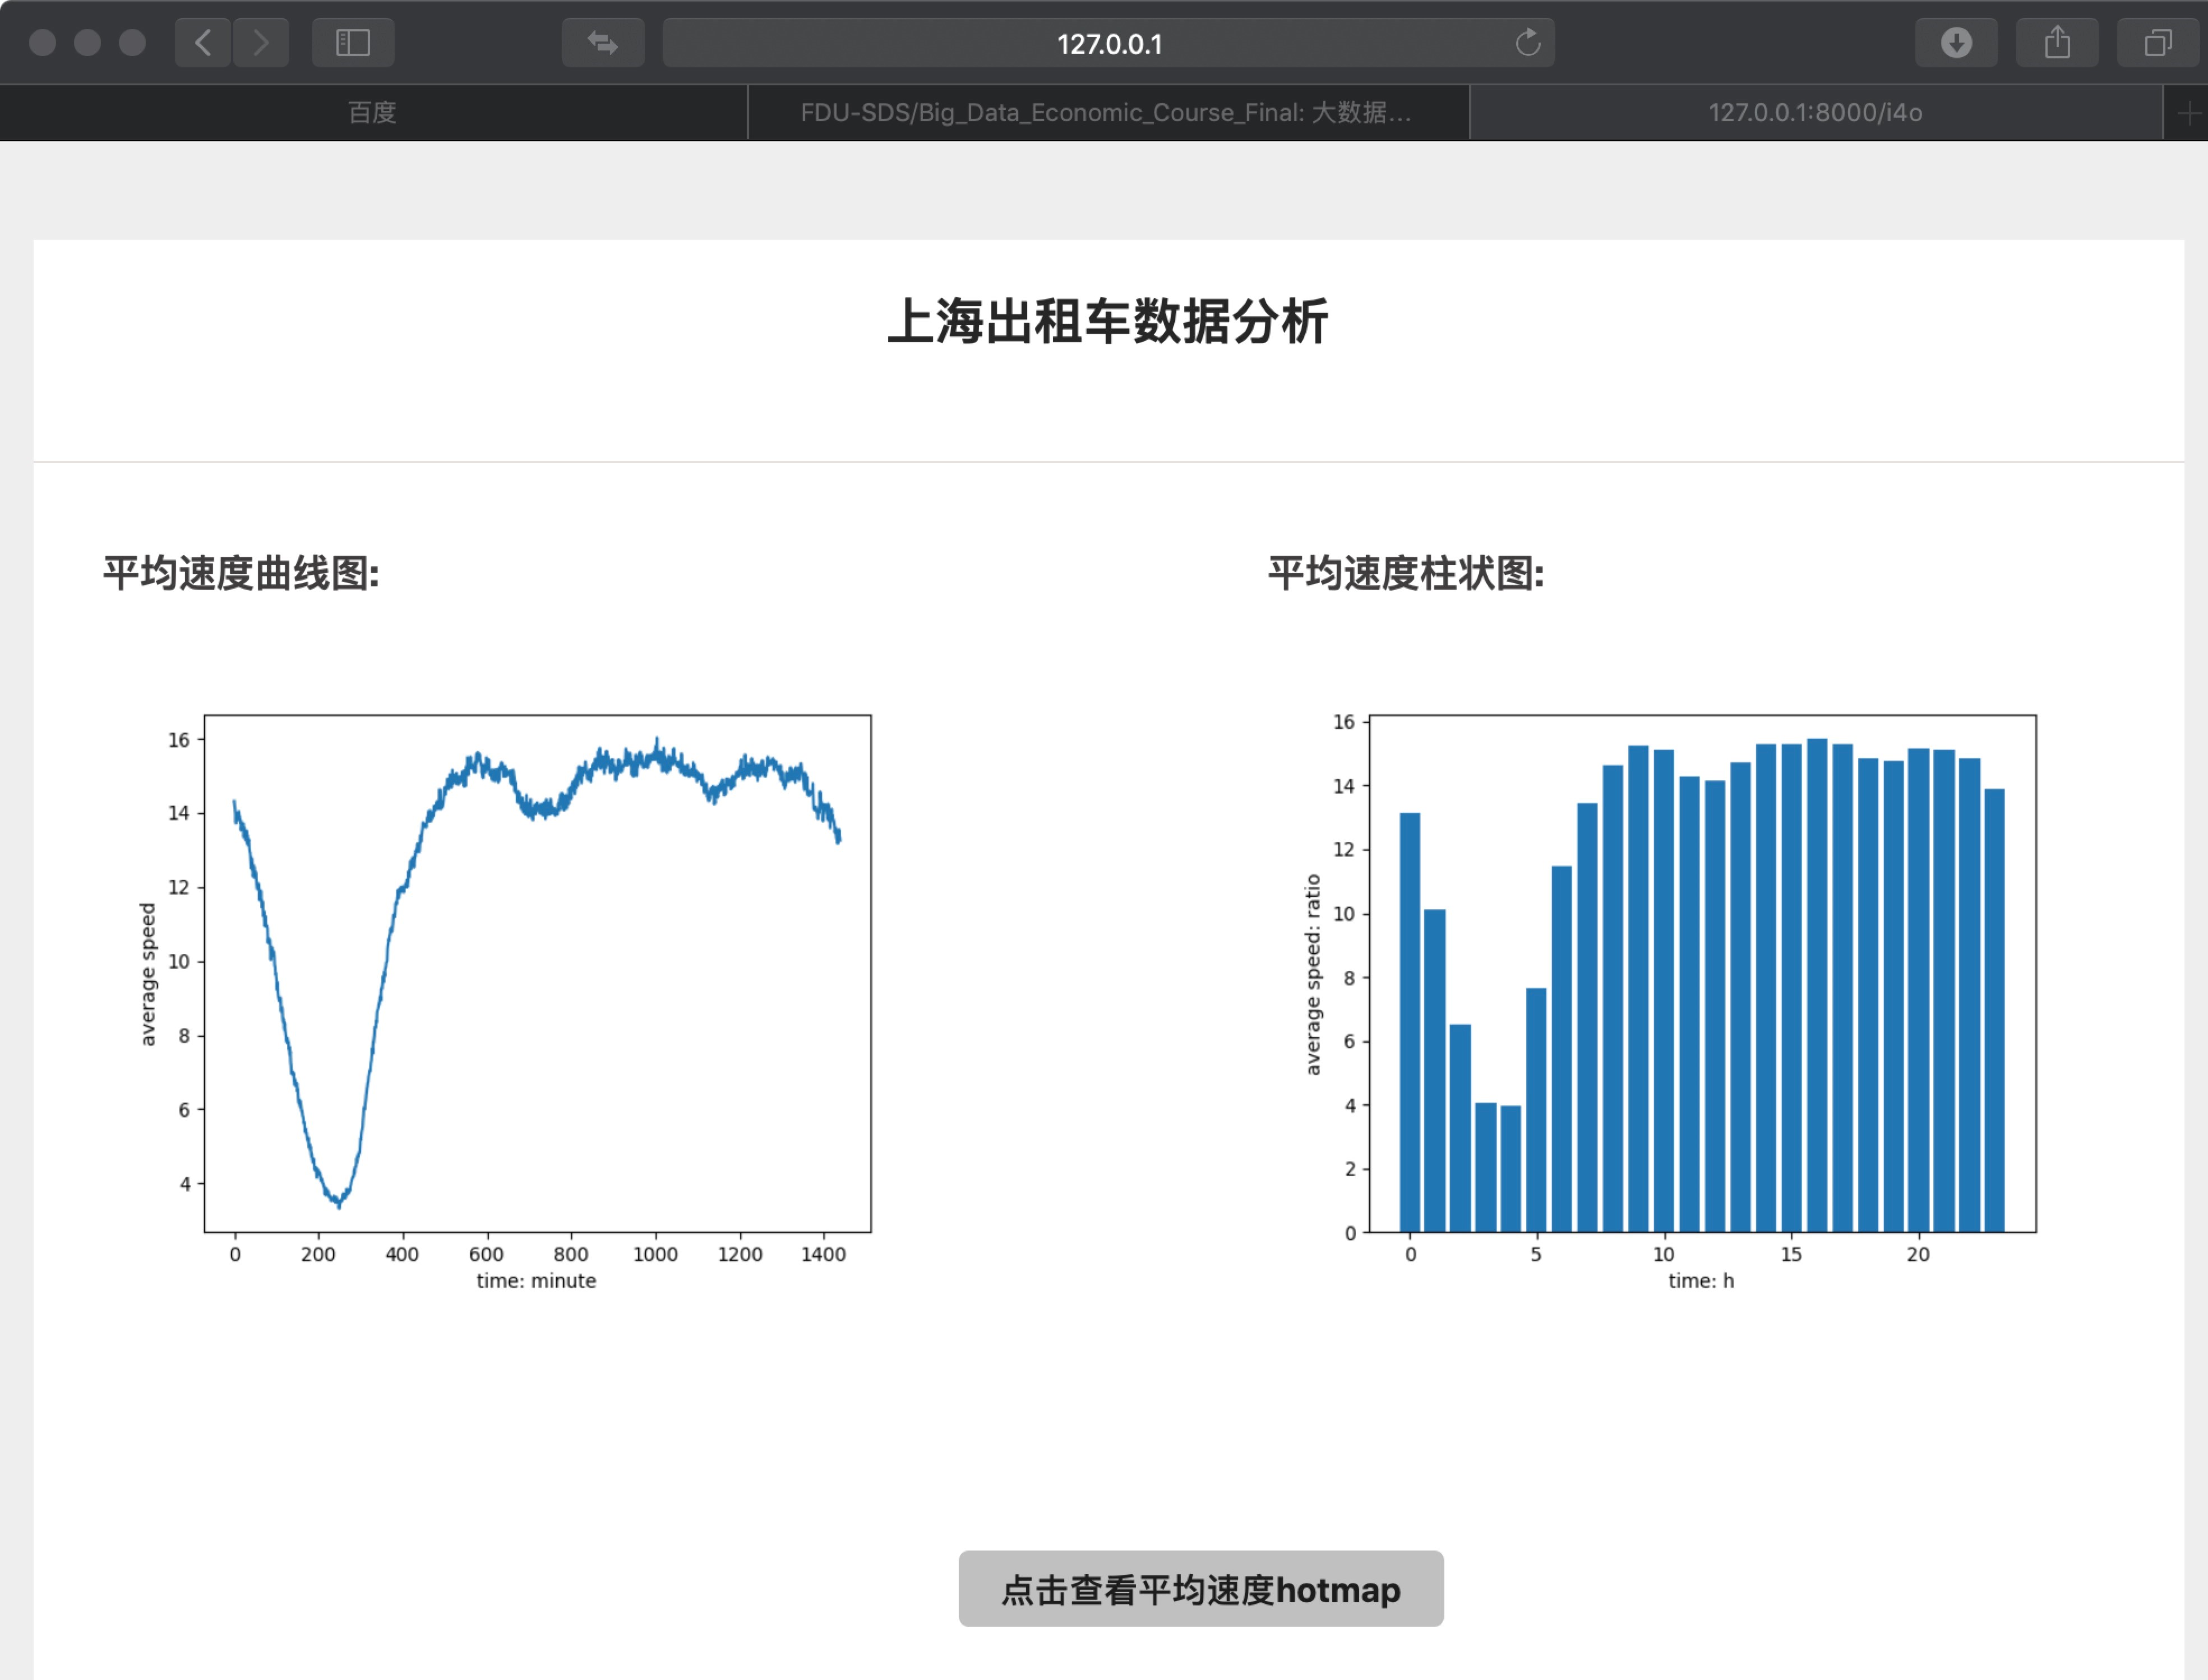 127.0.0.1
百度
FDU-SDS/Big_Data_Economic_Course_Final: 大数据...
127.0.0.1:8000/i4o
上海出租车数据分析
平均速度曲线图:
平均速度柱状图:
16
14
12
10
8
6
4
average speed
0 200 400 600 800 1000 1200 1400
time: minute
16
14
12
10
8
6
4
2
0
average speed: ratio
0 5 10 15 20
time: h
点击查看平均速度hotmap